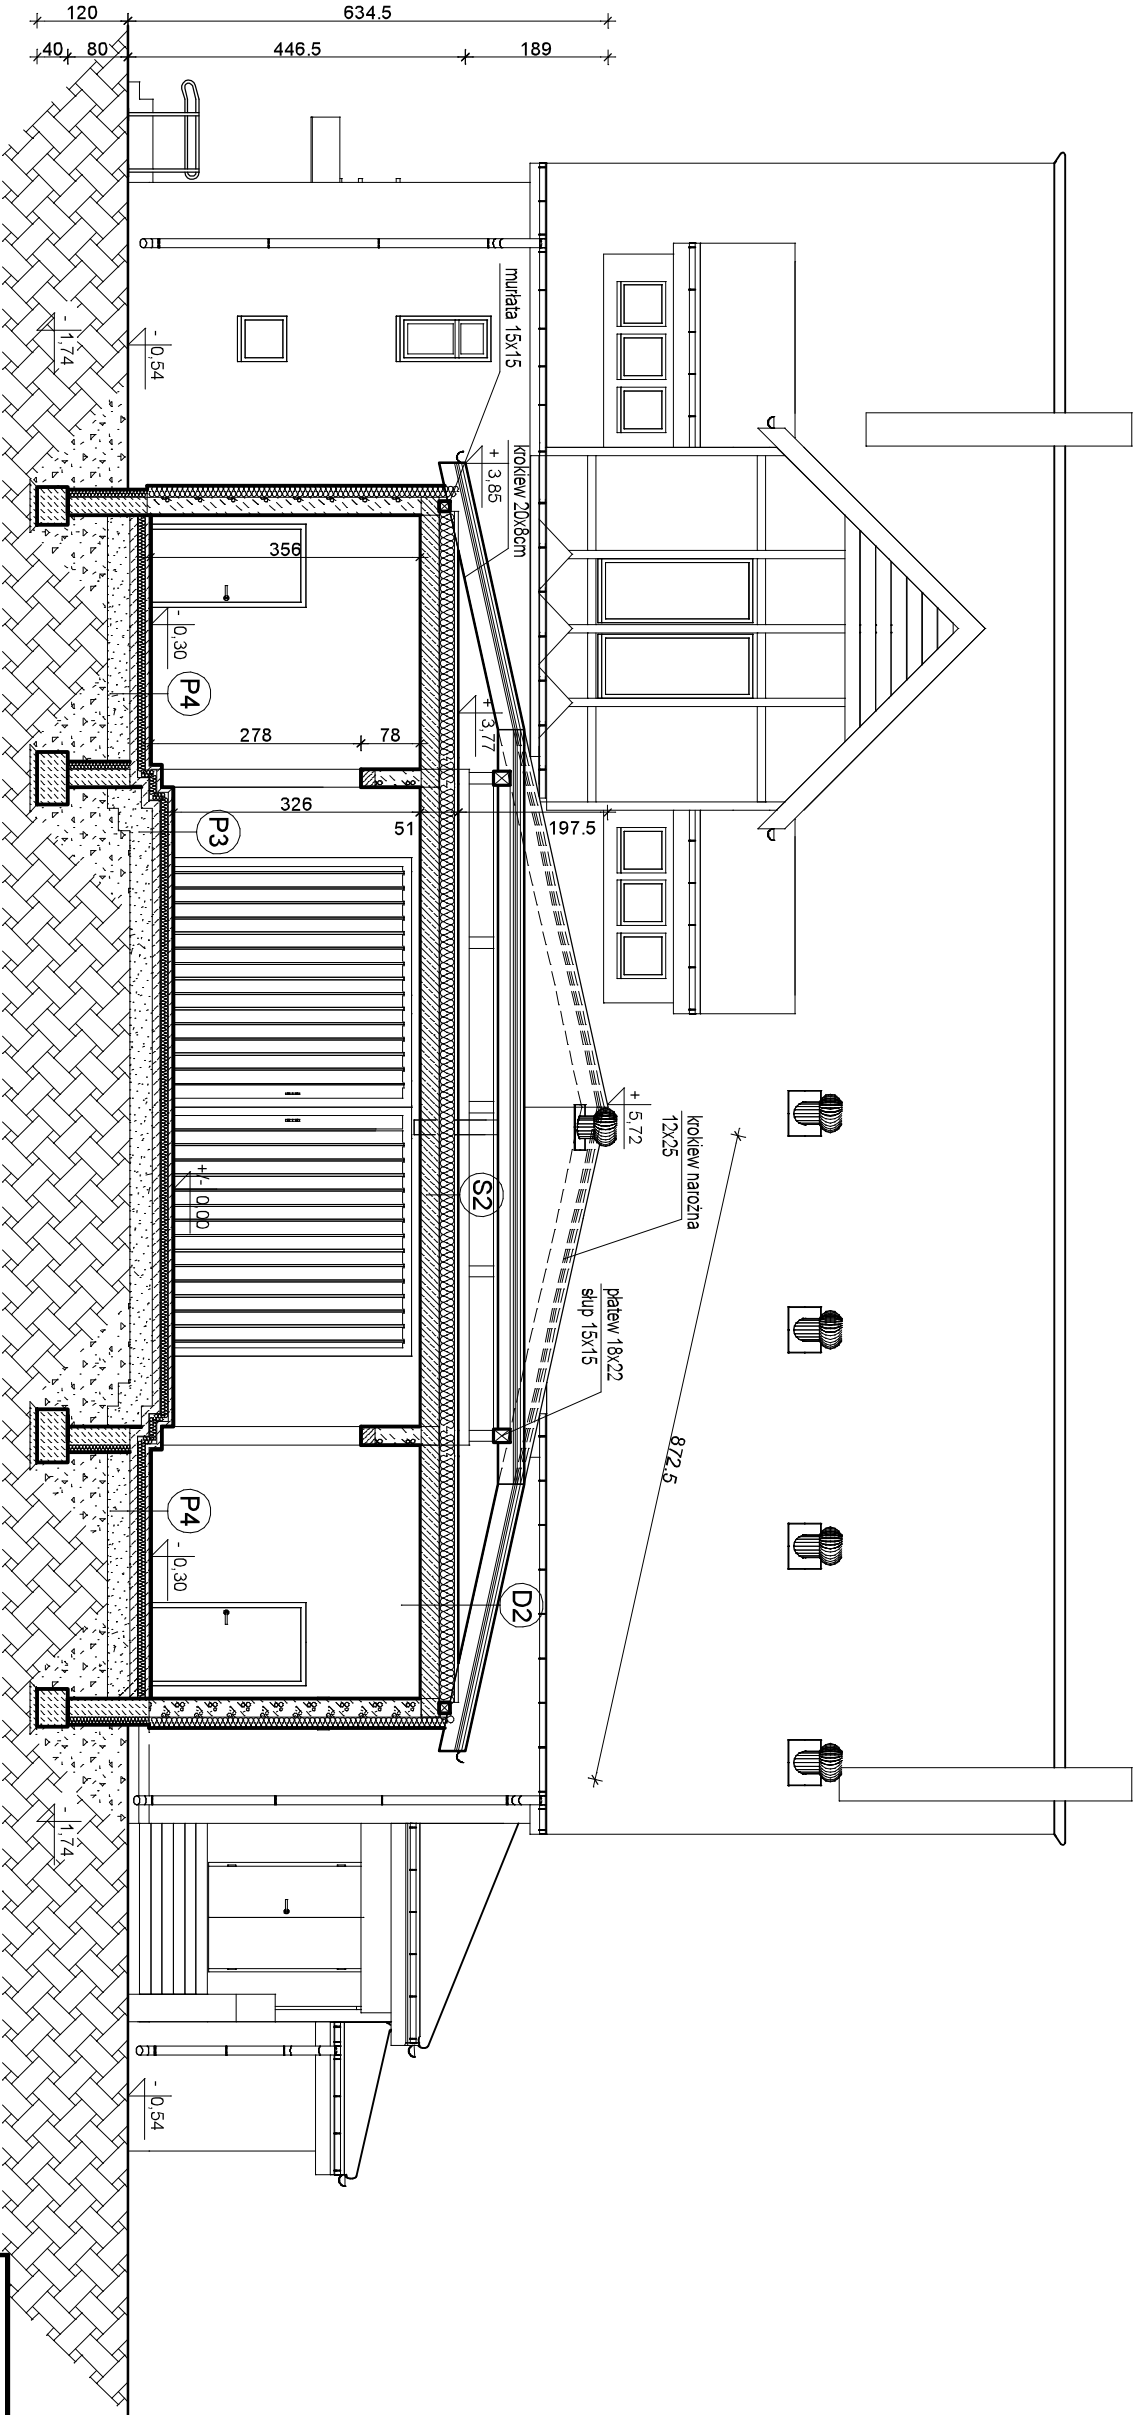 120
634.5
40
80
446.5
189
murłata 15x15
krokiew 20x8cm
- 1,74
- 0,54
+ 3,85
356
- 0,30
P4
278
78
+ 3,77
326
51
197.5
P3
+ 5,72
krokiew narożna
12x25
S2
+/- 0,00
płatew 18x22
słup 15x15
872.5
P4
- 0,30
D2
- 1,74
- 0,54